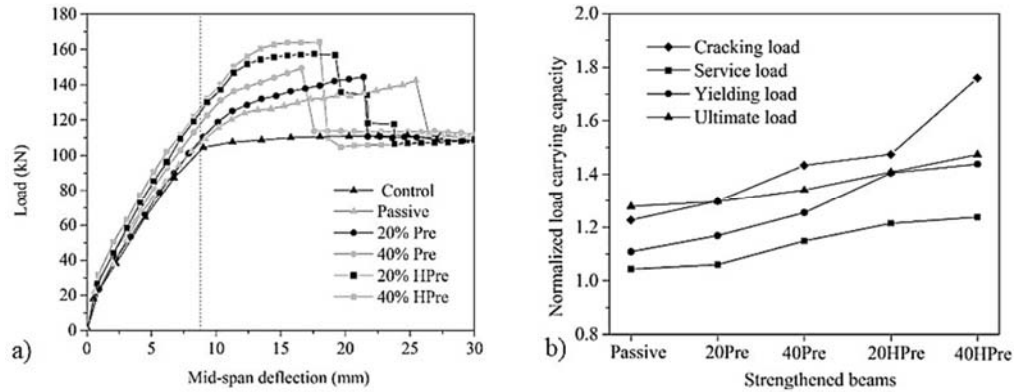 180
160
140
120
100
80
60
40
20
0
Load (kN)
Control
Passive
20% Pre
40% Pre
20% HPre
40% HPre
0 5 10 15 20 25 30
Mid-span deflection (mm)
a)
2.0
1.8
1.6
1.4
1.2
1.0
0.8
Normalized load carrying capacity
Cracking load
Service load
Yielding load
Ultimate load
Passive 20Pre 40Pre 20HPre 40HPre
Strengthened beams
b)